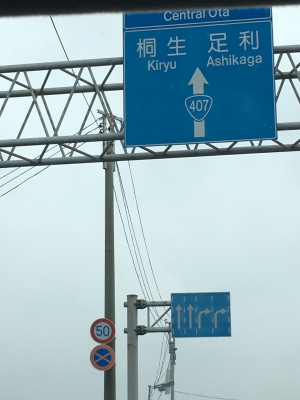 Central Ota
桐生 足利
Kiryu Ashikaga
407
50